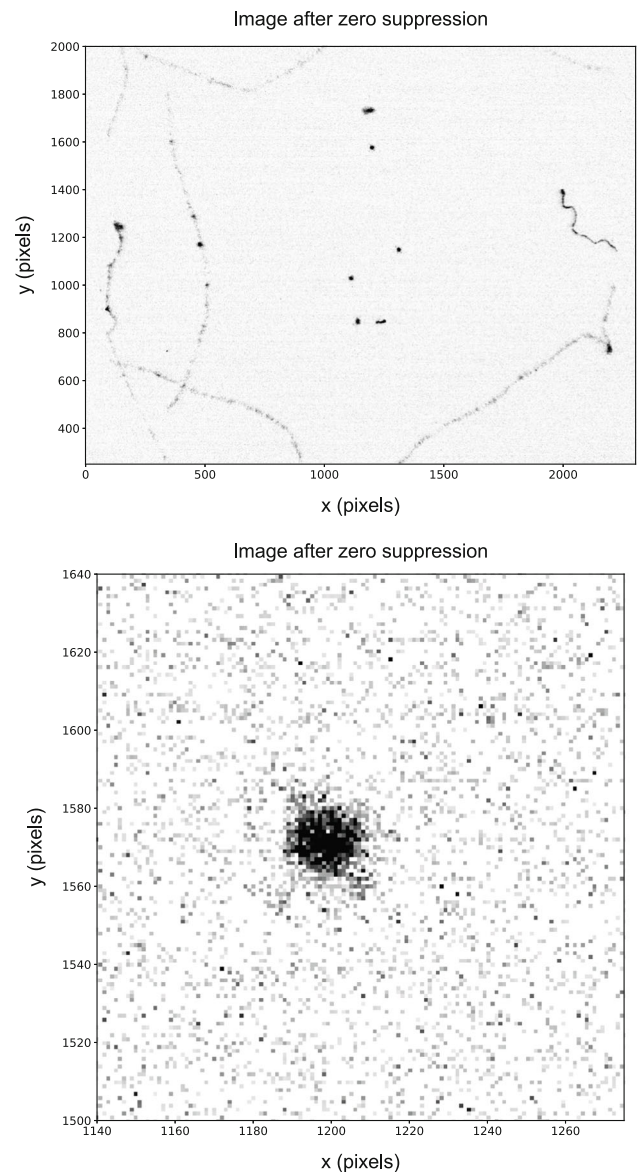 Image after zero suppression
2000
1800
1600
1400
1200
1000
800
600
400
y (pixels)
0 500 1000 1500 2000
x (pixels)
Image after zero suppression
1640
1620
1600
1580
1560
1540
1520
1500
y (pixels)
1140 1160 1180 1200 1220 1240 1260
x (pixels)